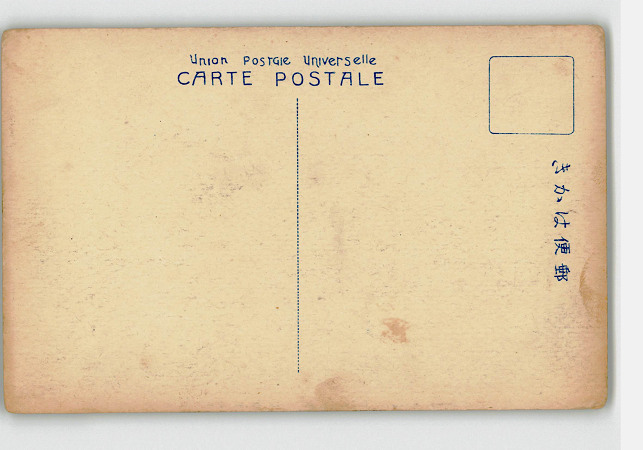 Union Postale Universelle
CARTE POSTALE
郵便はかき